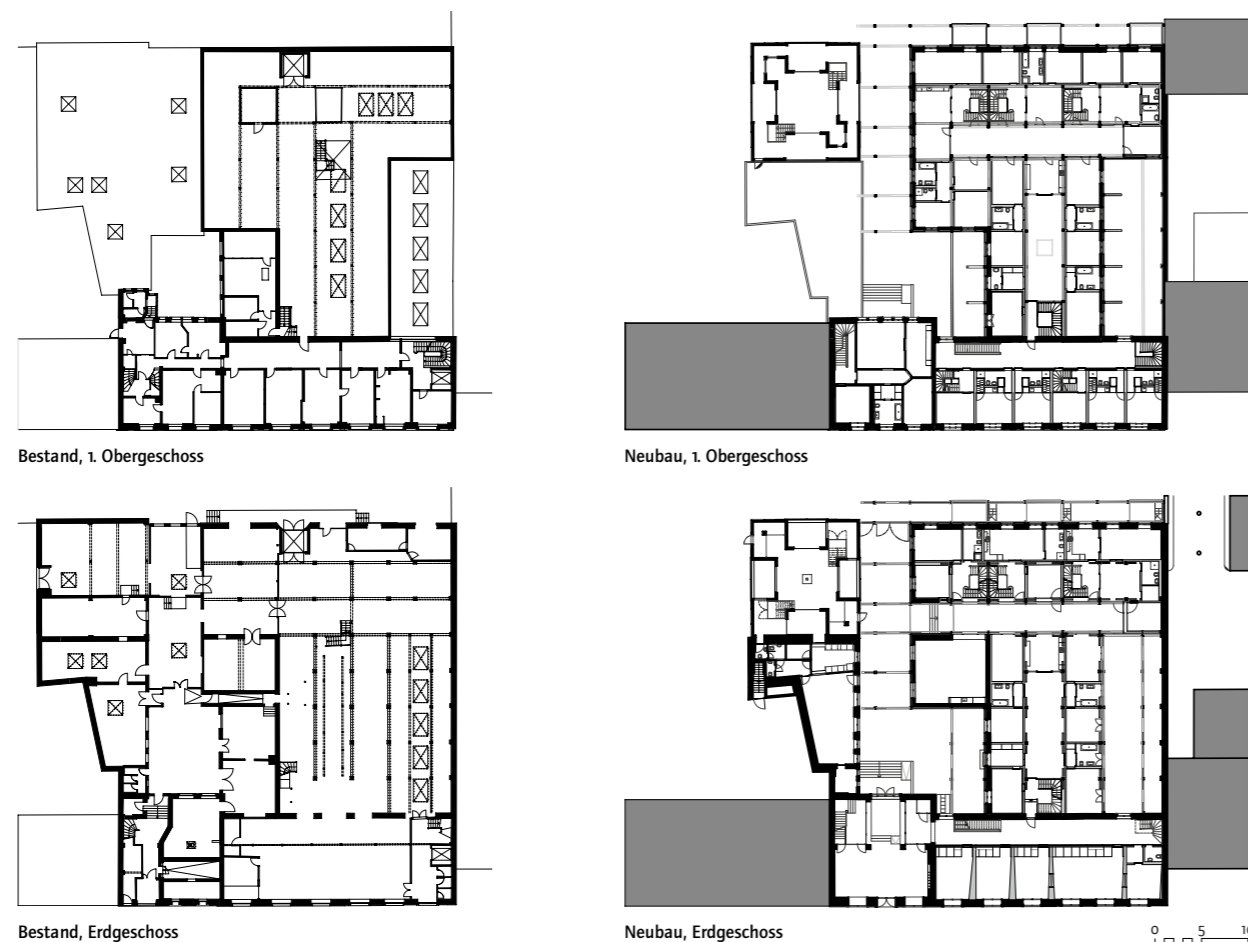 Bestand, 1. Obergeschoss
Neubau, 1. Obergeschoss
Bestand, Erdgeschoss
Neubau, Erdgeschoss
0 5